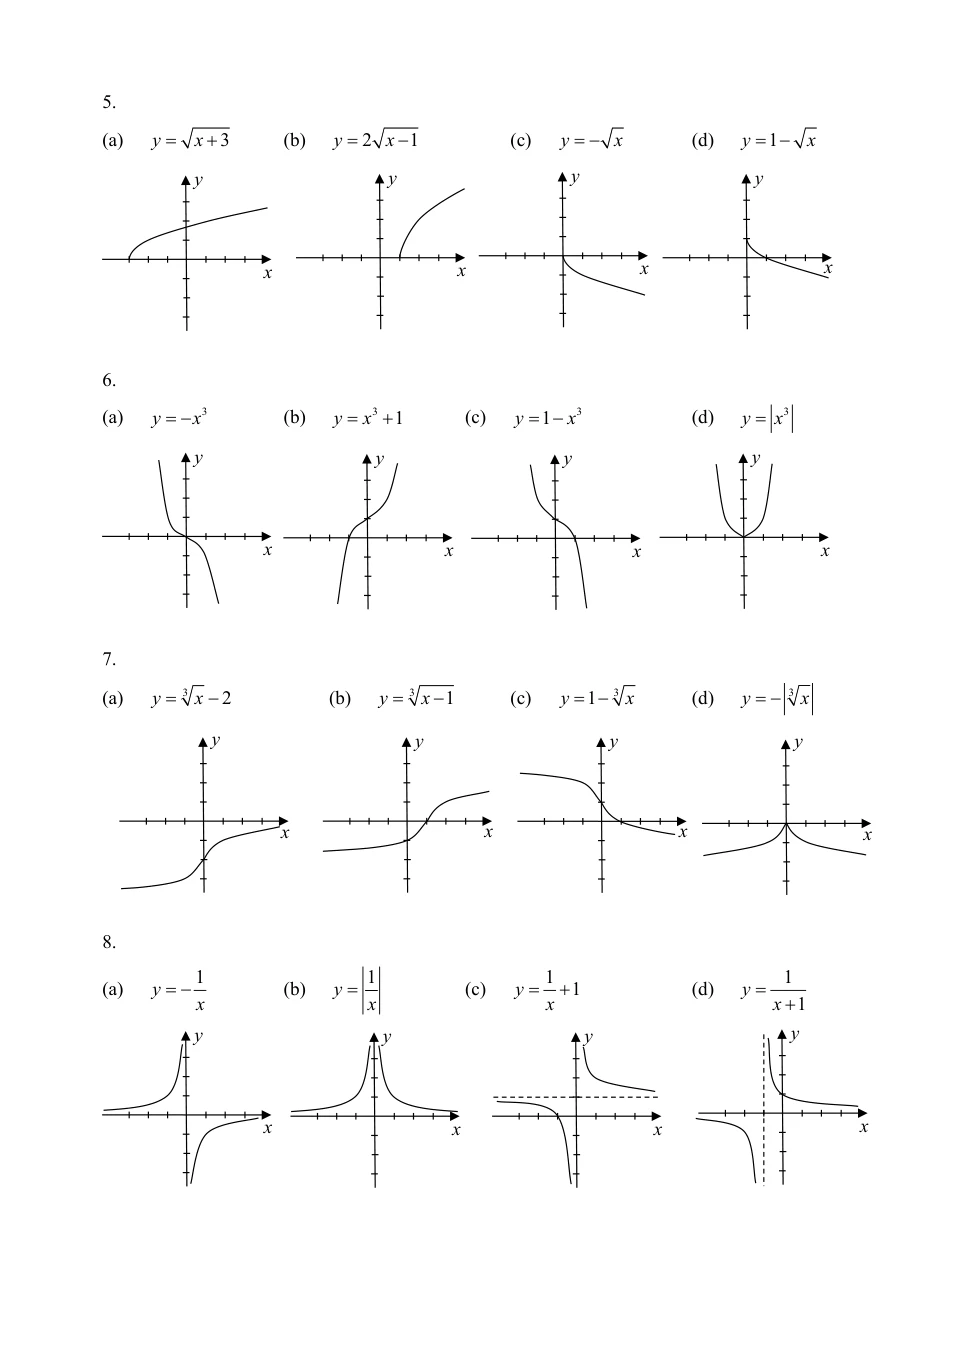 5.
(a) y = √x+3 (b) y = 2√x−1 (c) y = −√x (d) y = 1−√x
y y y y
x x x x
6.
(a) y = −x³ (b) y = x³ + 1 (c) y = 1 − x³ (d) y = |x³|
y y y y
x x x x
7.
(a) y = ∛x − 2 (b) y = ∛x−1 (c) y = 1 − ∛x (d) y = −|∛x|
y y y y
x x x x
8.
(a) y = −1/x (b) y = |1/x| (c) y = 1/x + 1 (d) y = 1/x+1
y y y y
x x x x